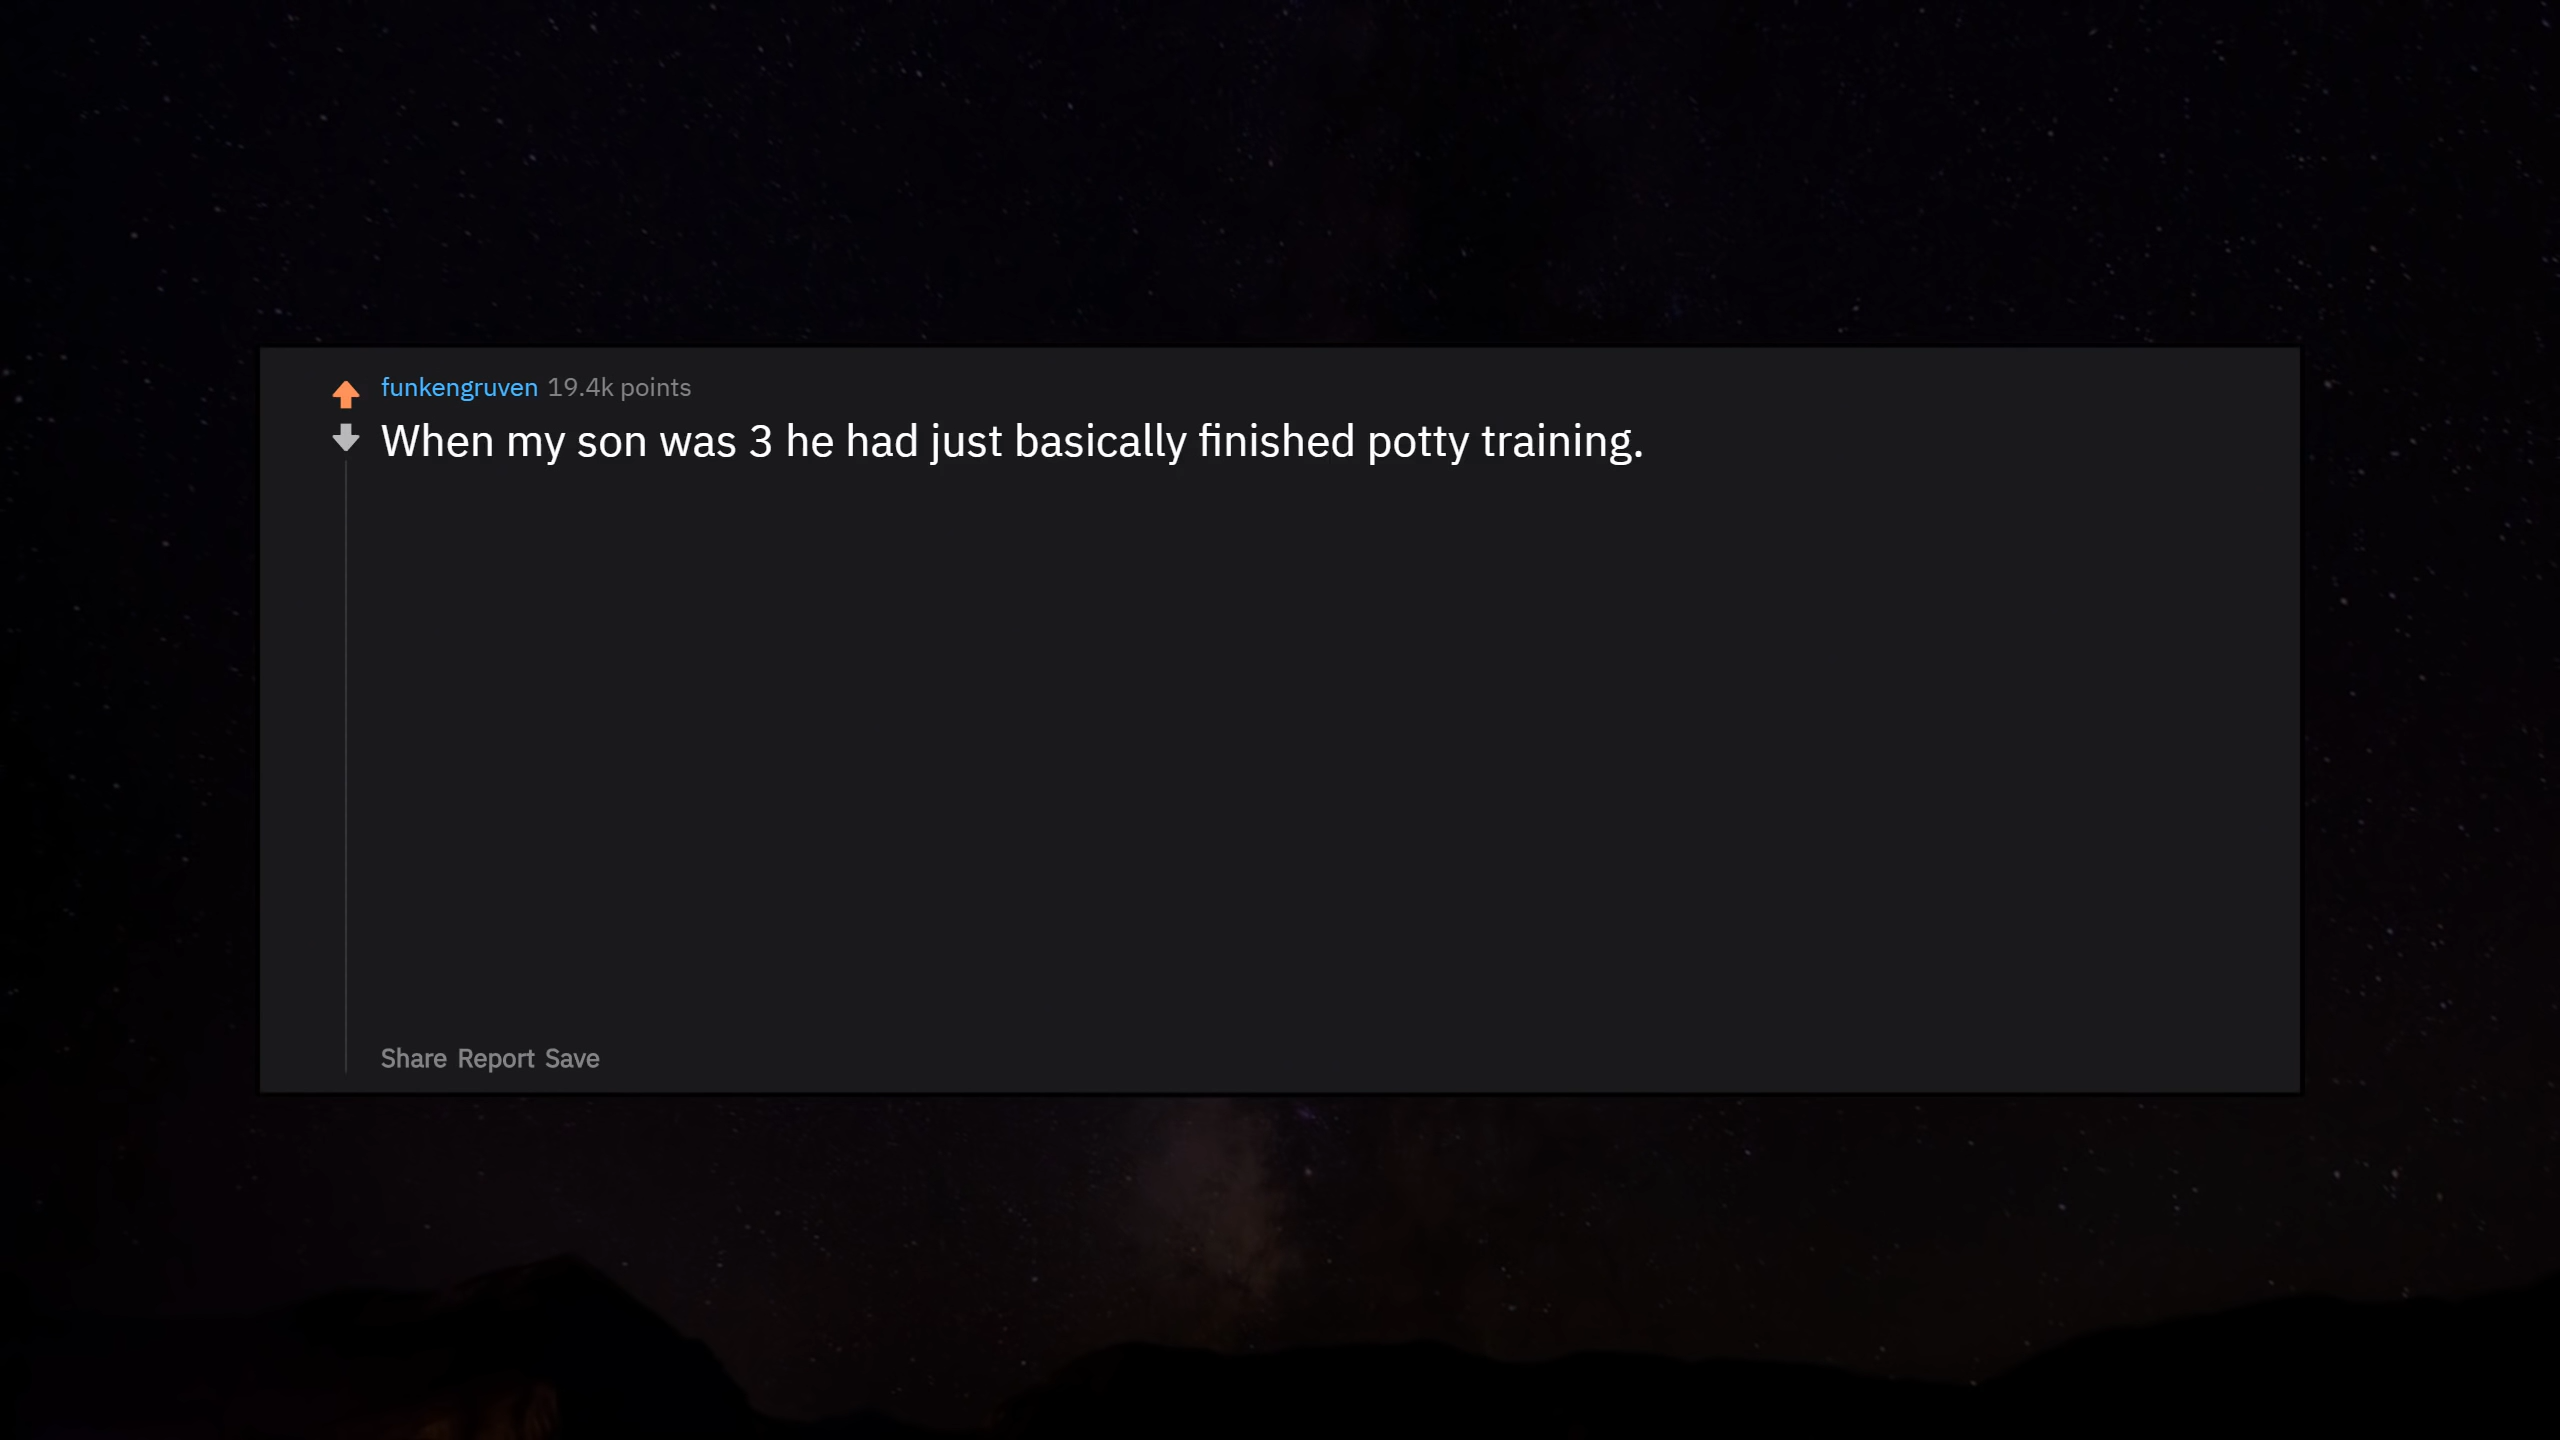 funkengruven 19.4k points
When my son was 3 he had just basically finished potty training.
Share Report Save